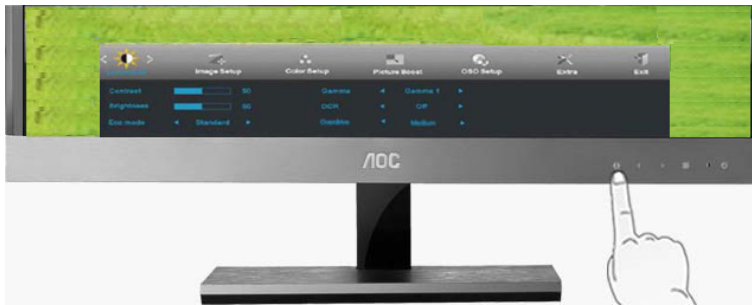 Image Setup
Color Setup
Picture Boost
OSD Setup
Extra
Exit
Contrast 50 Gamma Gamma 1
Brightness 50 DCR Off
Eco mode Standard Overdrive Medium
AOC